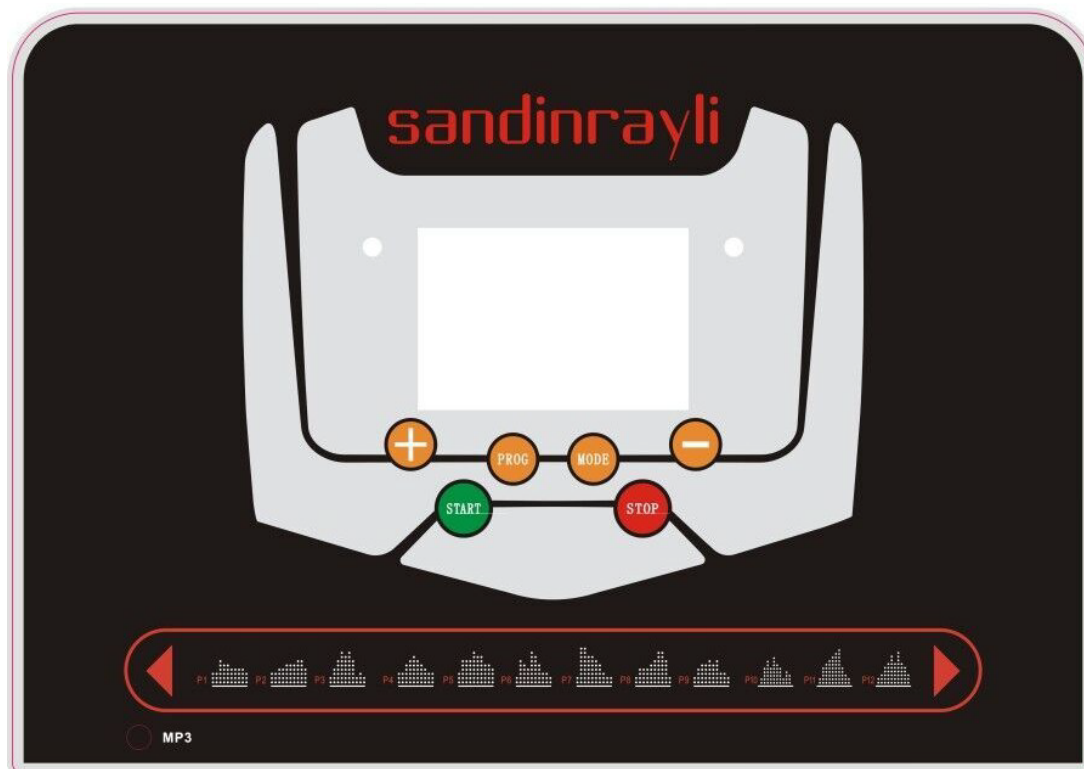 sandinrayli
PROG MODE
START STOP
P1 P2 P3 P4 P5 P6 P7 P8 P9 P10 P11 P12
MP3